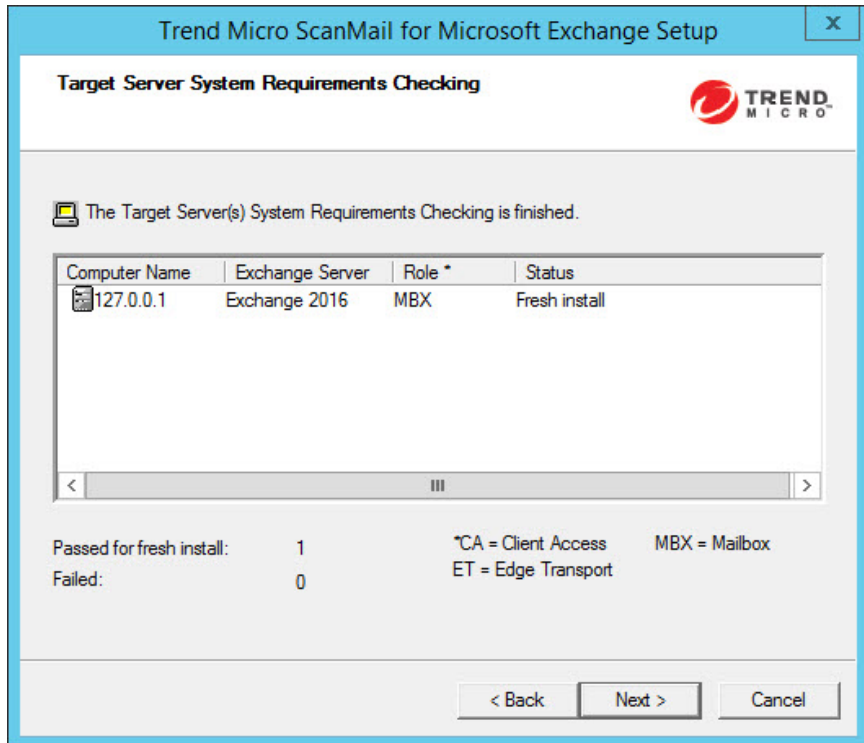 Trend Micro ScanMail for Microsoft Exchange Setup
x
Target Server System Requirements Checking
TREND
MICRO™
The Target Server(s) System Requirements Checking is finished.
Computer Name Exchange Server Role * Status
127.0.0.1 Exchange 2016 MBX Fresh install
Passed for fresh install: 1 *CA = Client Access MBX = Mailbox
Failed: 0 ET = Edge Transport
< Back Next > Cancel